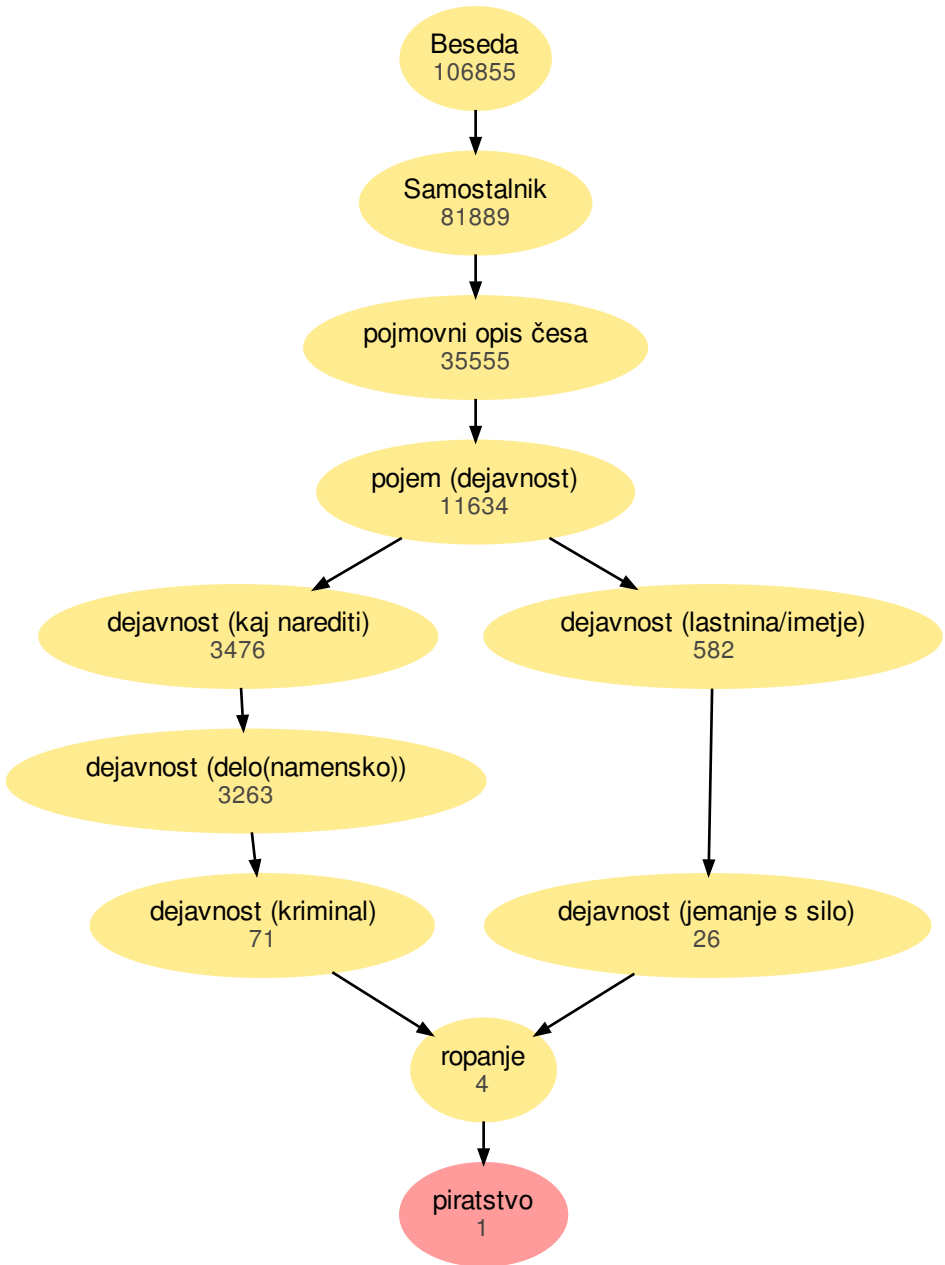 Beseda
106855
Samostalnik
81889
pojmovni opis česa
35555
pojem (dejavnost)
11634
dejavnost (kaj narediti)
3476
dejavnost (lastnina/imetje)
582
dejavnost (delo(namensko))
3263
dejavnost (kriminal)
71
dejavnost (jemanje s silo)
26
ropanje
4
piratstvo
1